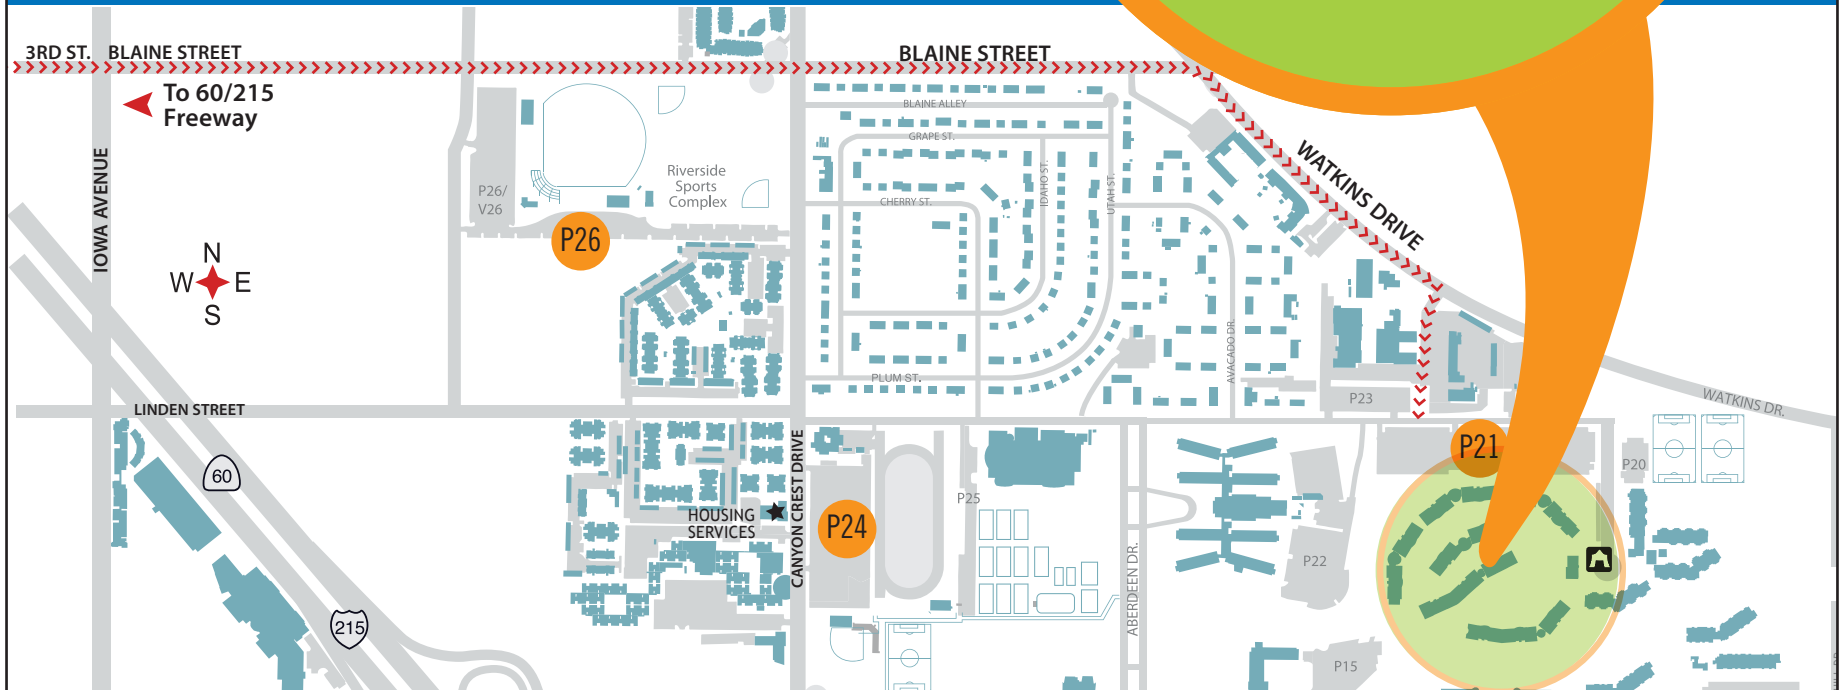 3RD ST.
BLAINE STREET
BLAINE STREET
To 60/215
Freeway
BLAINE ALLEY
GRAPE ST.
WATKINS DRIVE
IOWA AVENUE
P26/
V26
Riverside
Sports
Complex
IDAHO ST.
UTAH ST.
CHERRY ST.
P26
N
W E
S
AVACADO DR.
PLUM ST.
P23
WATKINS DR.
LINDEN STREET
P21
P20
60
CANYON CREST DRIVE
HOUSING
SERVICES
P24
P25
ABERDEEN DR.
P22
215
P15